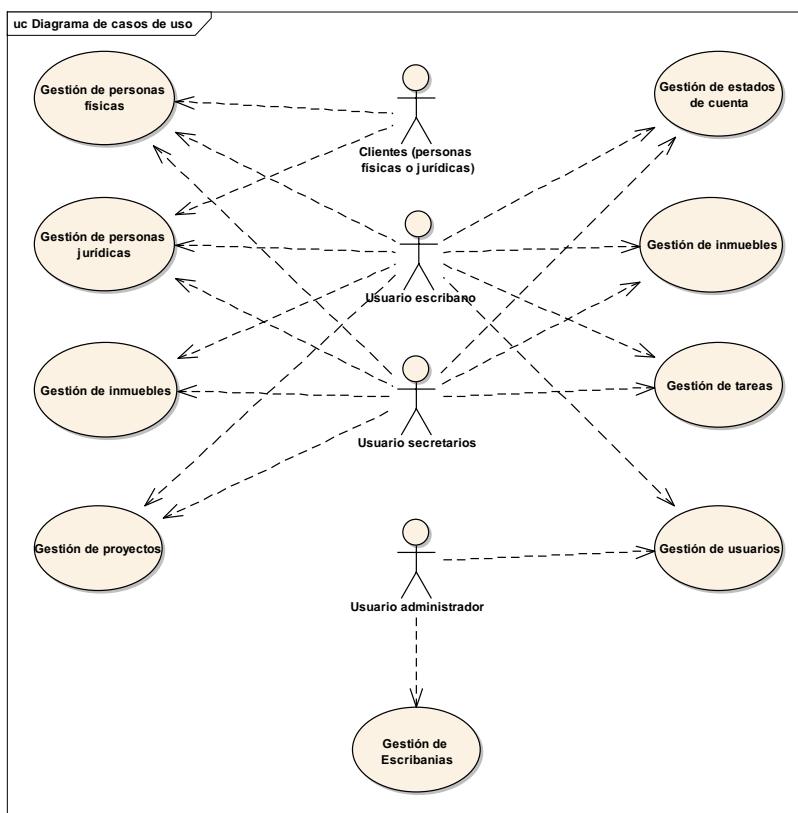 uc Diagrama de casos de uso
Gestión de personas
físicas
Clientes (personas
físicas o jurídicas)
Gestión de estados
de cuenta
Gestión de personas
jurídicas
Usuario escribano
Gestión de inmuebles
Gestión de inmuebles
Usuario secretarios
Gestión de tareas
Gestión de proyectos
Usuario administrador
Gestión de usuarios
Gestión de
Escribanias